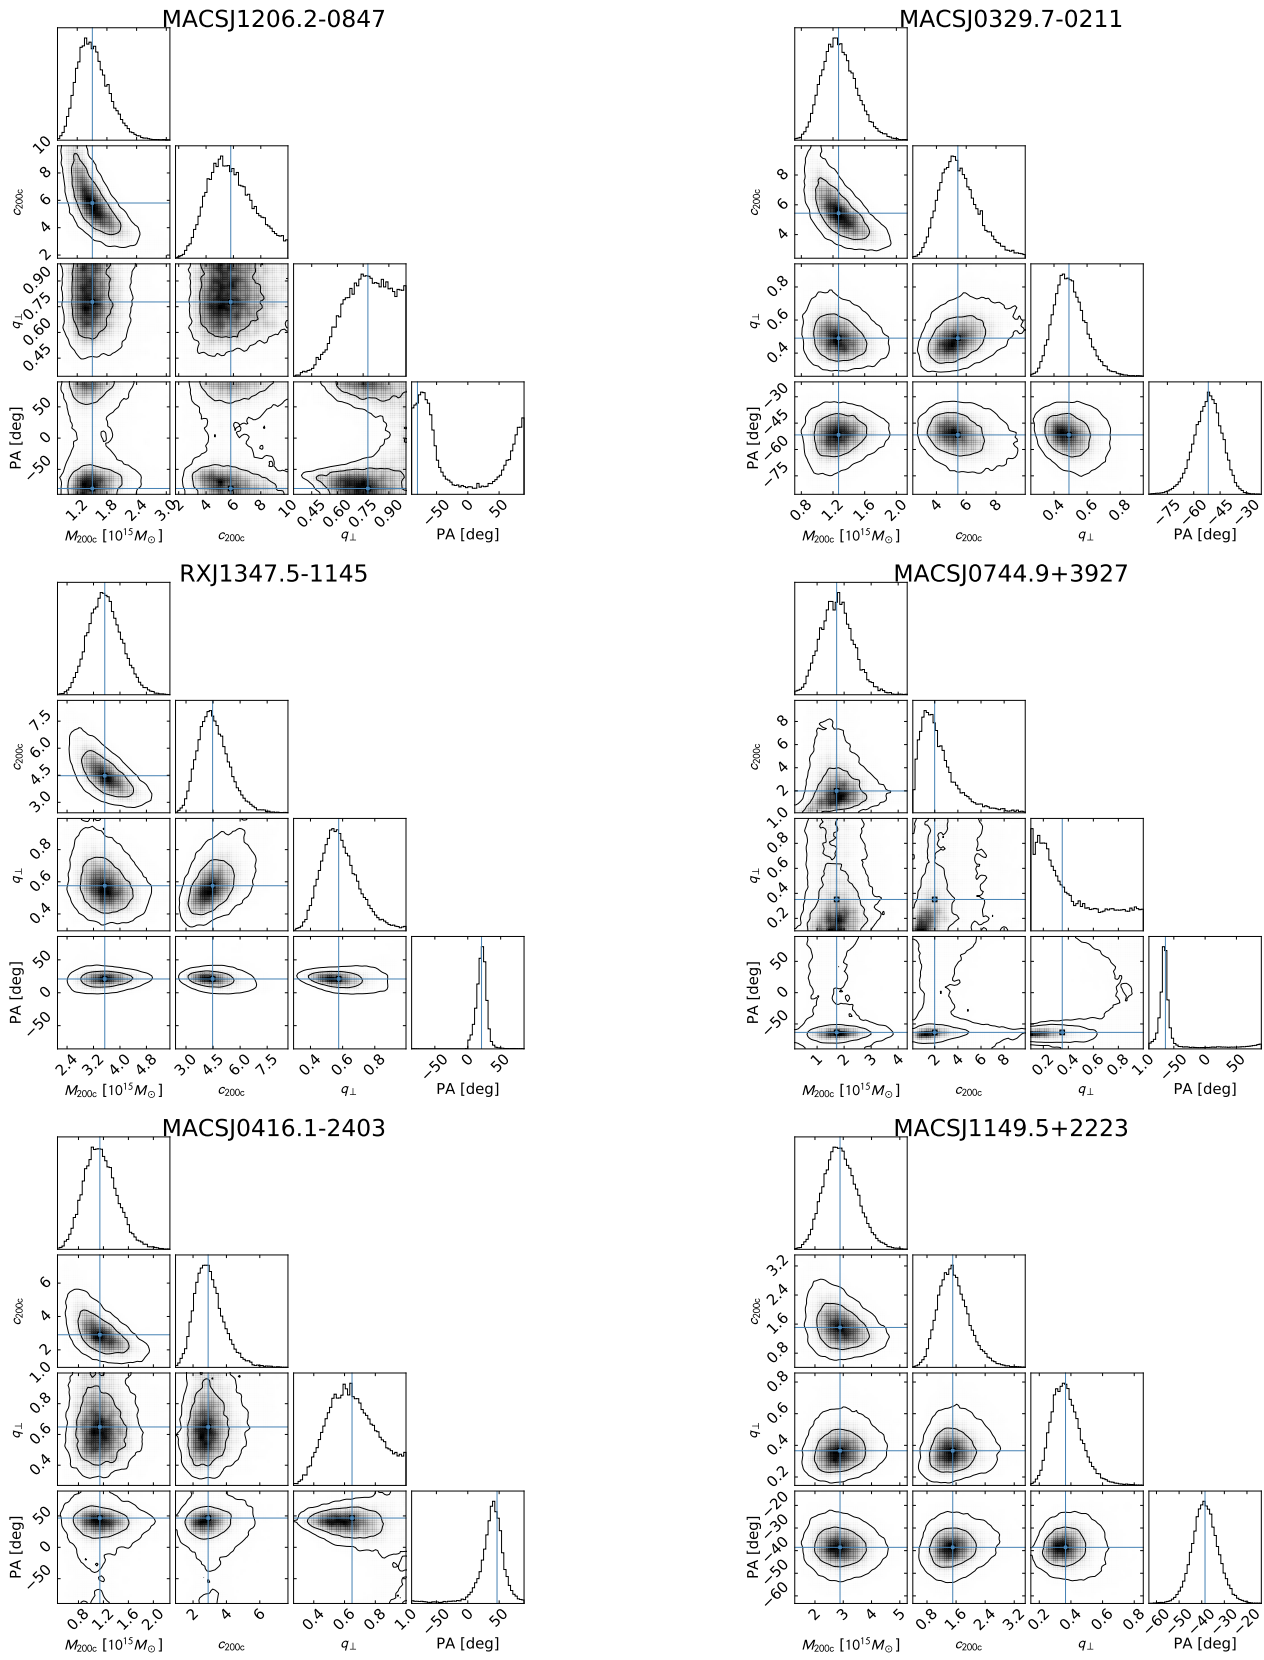 MACSJ1206.2-0847
10
8
6
4
2
c200c
0.90
0.75
0.60
0.45
q⊥
50
0
−50
PA [deg]
1.2 1.8 2.4 3.0
2 4 6 8 10
0.45 0.60 0.75 0.90
−50 0 50
M200c [10^15 M⊙] c200c q⊥ PA [deg]
MACSJ0329.7-0211
8
6
4
c200c
0.8
0.6
0.4
q⊥
−30
−45
−60
−75
PA [deg]
0.8 1.2 1.6 2.0
4 6 8
0.4 0.6 0.8
−75 −60 −45 −30
M200c [10^15 M⊙] c200c q⊥ PA [deg]
RXJ1347.5-1145
7.5
6.0
4.5
3.0
c200c
0.8
0.6
0.4
q⊥
50
0
−50
PA [deg]
2.4 3.2 4.0 4.8
3.0 4.5 6.0 7.5
0.4 0.6 0.8
−50 0 50
M200c [10^15 M⊙] c200c q⊥ PA [deg]
MACSJ0744.9+3927
8
6
4
2
0
c200c
1.0
0.8
0.6
0.4
0.2
q⊥
50
0
−50
PA [deg]
1 2 3 4
2 4 6 8
0.2 0.4 0.6 0.8 1.0
−50 0 50
M200c [10^15 M⊙] c200c q⊥ PA [deg]
MACSJ0416.1-2403
6
4
2
c200c
1.0
0.8
0.6
0.4
q⊥
50
0
−50
PA [deg]
0.8 1.2 1.6 2.0
2 4 6
0.4 0.6 0.8 1.0
−50 0 50
M200c [10^15 M⊙] c200c q⊥ PA [deg]
MACSJ1149.5+2223
3.2
2.4
1.6
0.8
c200c
0.8
0.6
0.4
0.2
q⊥
−20
−30
−40
−50
−60
PA [deg]
2 3 4 5
0.8 1.6 2.4 3.2
0.2 0.4 0.6 0.8
−60 −50 −40 −30 −20
M200c [10^15 M⊙] c200c q⊥ PA [deg]